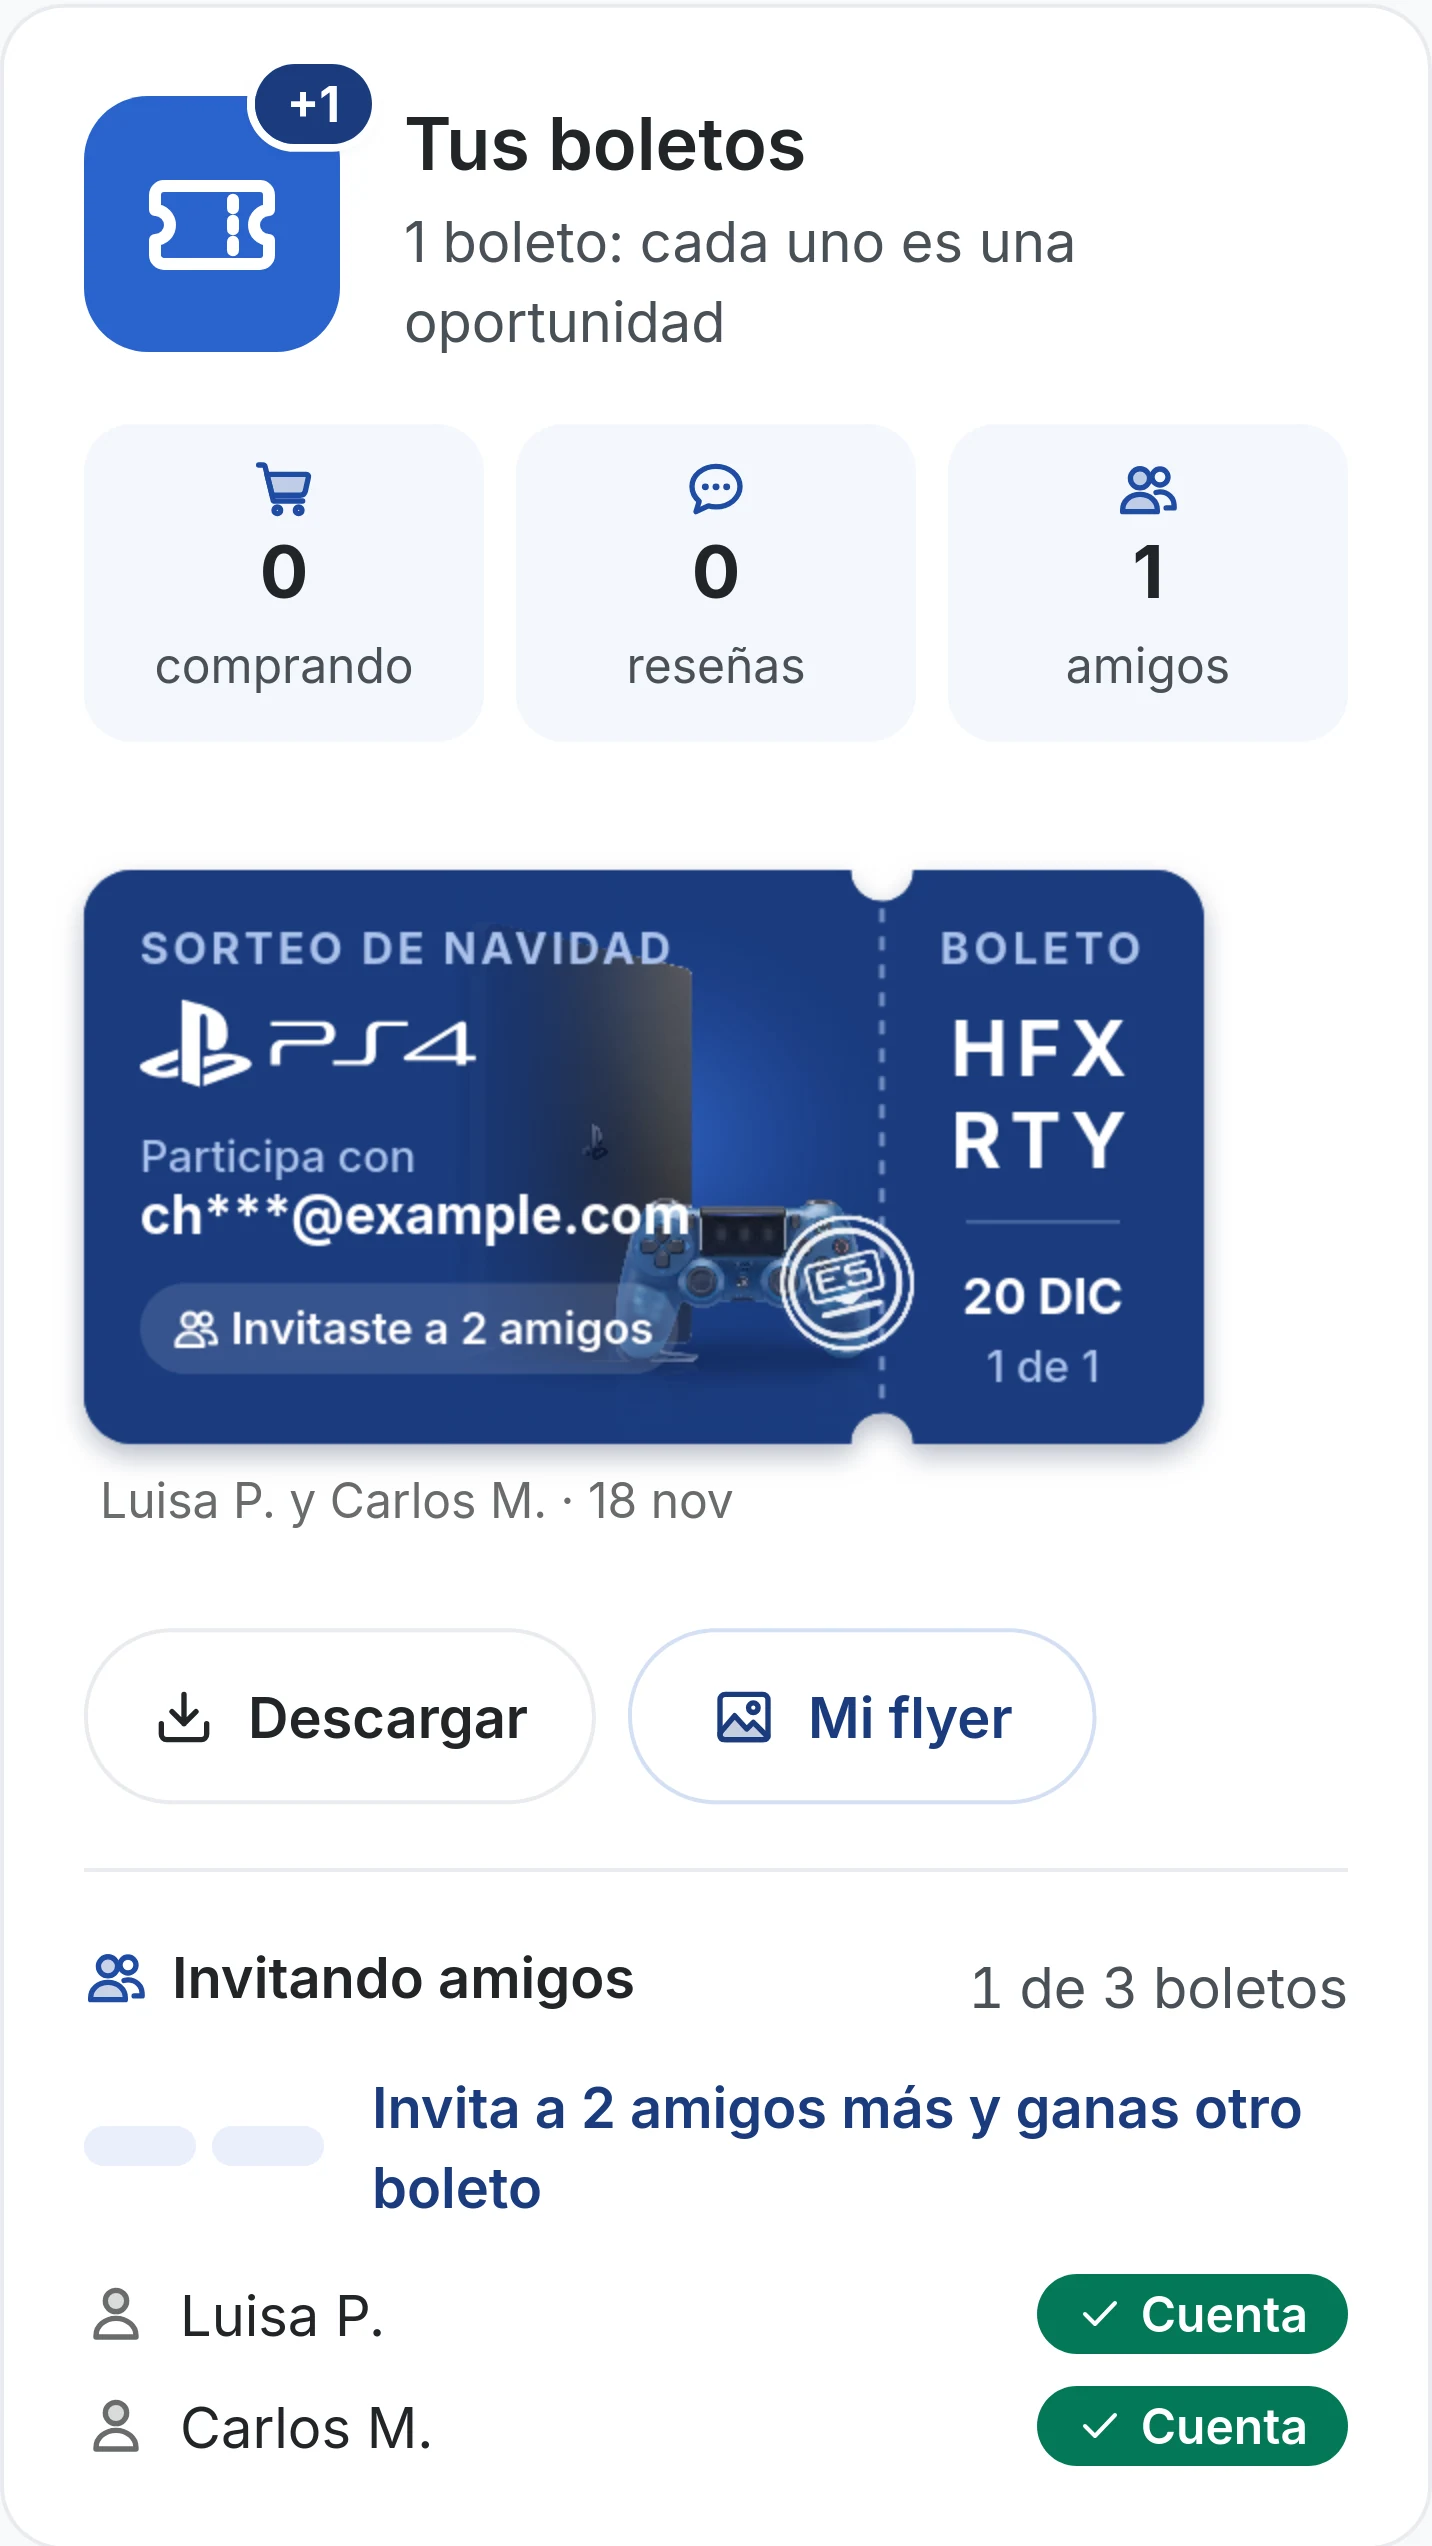 +1
Tus boletos
1 boleto: cada uno es una
oportunidad
0
comprando
0
reseñas
1
amigos
SORTEO DE NAVIDAD
PS4
Participa con
ch***@example.com
Invitaste a 2 amigos
ES
BOLETO
HFX
RTY
20 DIC
1 de 1
Luisa P. y Carlos M. · 18 nov
Descargar
Mi flyer
Invitando amigos
1 de 3 boletos
Invita a 2 amigos más y ganas otro
boleto
Luisa P.
Cuenta
Carlos M.
Cuenta